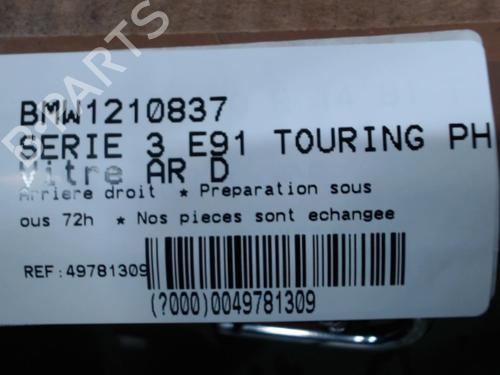 BMW1210837
SERIE 3 E91 TOURING PH
Vitre AR D
Arriere droit * Preparation sous
ous 72h * Nos pieces sont echangee
REF:49781309
(?000)0049781309